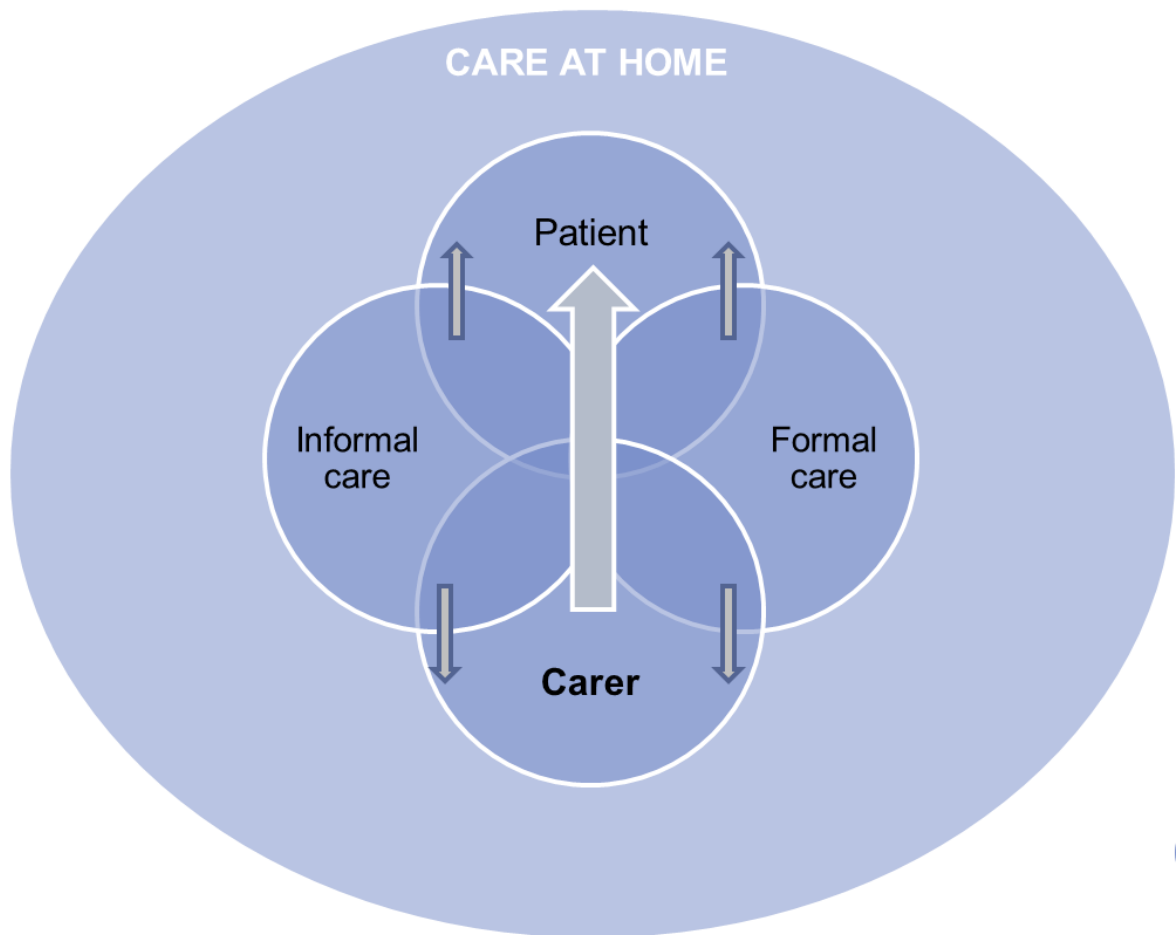 CARE AT HOME
Patient
Informal
care
Formal
care
Carer